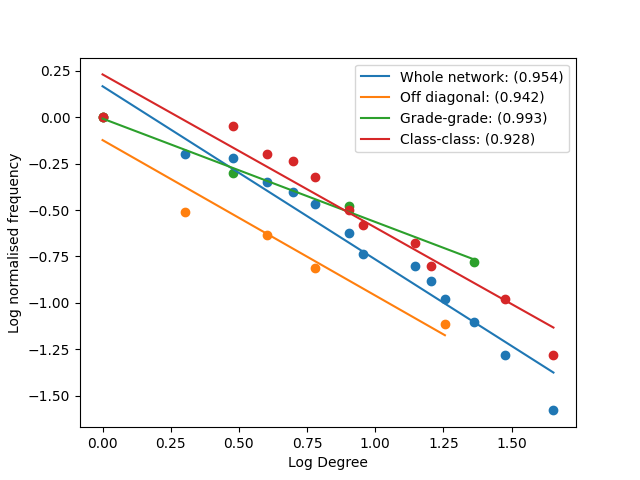 Whole network: (0.954)
Off diagonal: (0.942)
Grade-grade: (0.993)
Class-class: (0.928)
0.25
0.00
−0.25
−0.50
−0.75
−1.00
−1.25
−1.50
Log normalised frequency
0.00 0.25 0.50 0.75 1.00 1.25 1.50
Log Degree